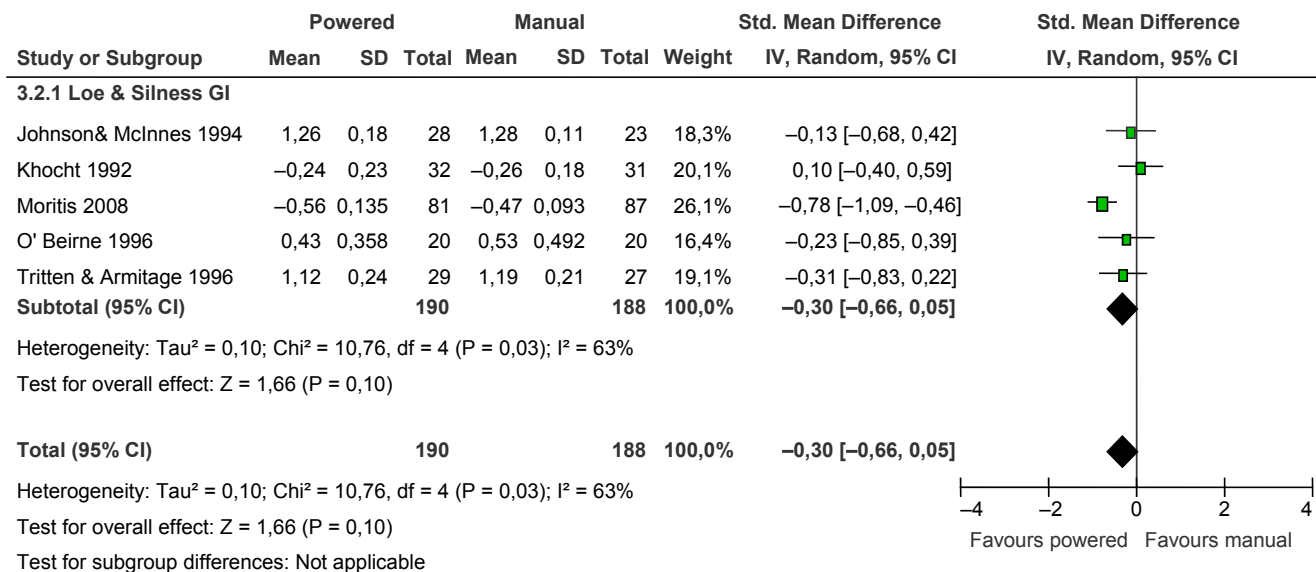 Powered Manual Std. Mean Difference Std. Mean Difference
Study or Subgroup Mean SD Total Mean SD Total Weight IV, Random, 95% CI IV, Random, 95% CI
3.2.1 Loe & Silness GI
Johnson& McInnes 1994 1,26 0,18 28 1,28 0,11 23 18,3% –0,13 [–0,68, 0,42]
Khocht 1992 –0,24 0,23 32 –0,26 0,18 31 20,1% 0,10 [–0,40, 0,59]
Moritis 2008 –0,56 0,135 81 –0,47 0,093 87 26,1% –0,78 [–1,09, –0,46]
O' Beirne 1996 0,43 0,358 20 0,53 0,492 20 16,4% –0,23 [–0,85, 0,39]
Tritten & Armitage 1996 1,12 0,24 29 1,19 0,21 27 19,1% –0,31 [–0,83, 0,22]
Subtotal (95% CI) 190 188 100,0% –0,30 [–0,66, 0,05]
Heterogeneity: Tau² = 0,10; Chi² = 10,76, df = 4 (P = 0,03); I² = 63%
Test for overall effect: Z = 1,66 (P = 0,10)
Total (95% CI) 190 188 100,0% –0,30 [–0,66, 0,05]
Heterogeneity: Tau² = 0,10; Chi² = 10,76, df = 4 (P = 0,03); I² = 63%
Test for overall effect: Z = 1,66 (P = 0,10)
Test for subgroup differences: Not applicable
–4 –2 0 2 4
Favours powered Favours manual